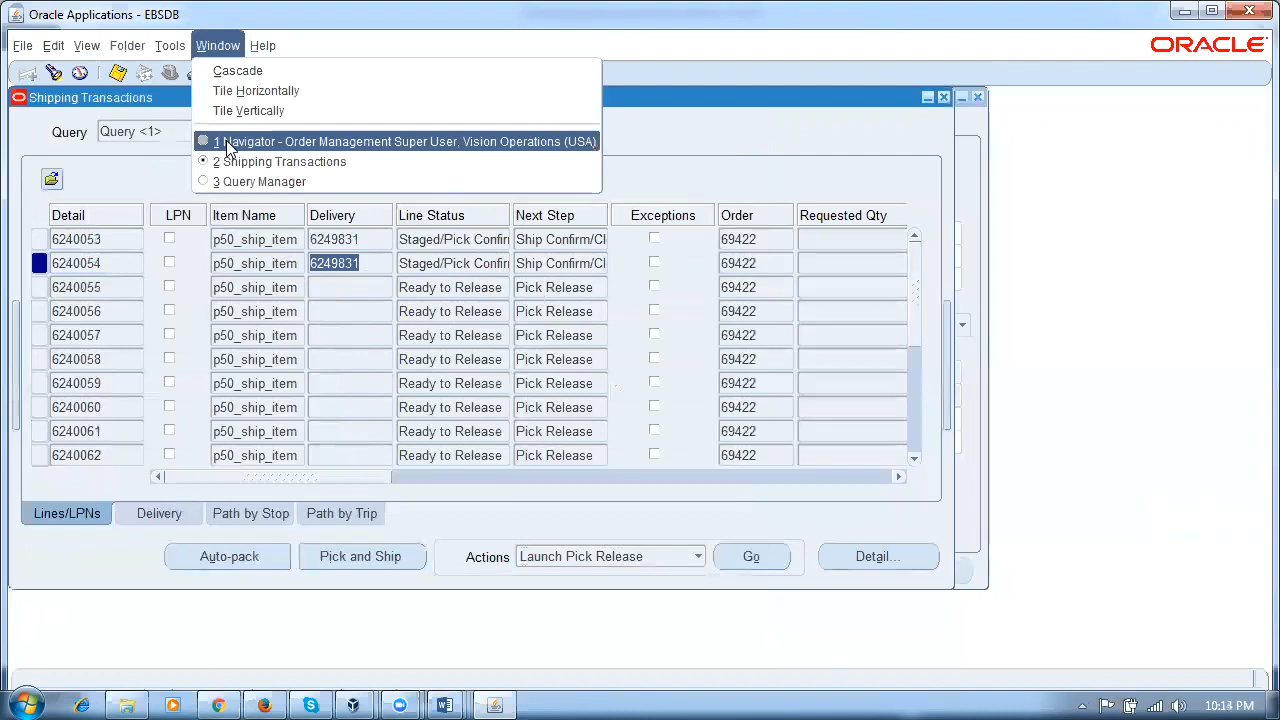 Oracle Applications - EBSDB
File Edit View Folder Tools Window Help
ORACLE
Cascade
Tile Horizontally
Tile Vertically
1 Navigator - Order Management Super User, Vision Operations (USA)
2 Shipping Transactions
3 Query Manager
Shipping Transactions
Query Query <1>
Detail LPN Item Name Delivery Line Status Next Step Exceptions Order Requested Qty
6240053 p50_ship_item 6249831 Staged/Pick Confirm Ship Confirm/Cl 69422
6240054 p50_ship_item 6249831 Staged/Pick Confirm Ship Confirm/Cl 69422
6240055 p50_ship_item Ready to Release Pick Release 69422
6240056 p50_ship_item Ready to Release Pick Release 69422
6240057 p50_ship_item Ready to Release Pick Release 69422
6240058 p50_ship_item Ready to Release Pick Release 69422
6240059 p50_ship_item Ready to Release Pick Release 69422
6240060 p50_ship_item Ready to Release Pick Release 69422
6240061 p50_ship_item Ready to Release Pick Release 69422
6240062 p50_ship_item Ready to Release Pick Release 69422
Lines/LPNs Delivery Path by Stop Path by Trip
Auto-pack Pick and Ship Actions Launch Pick Release Go Detail...
10:14 PM